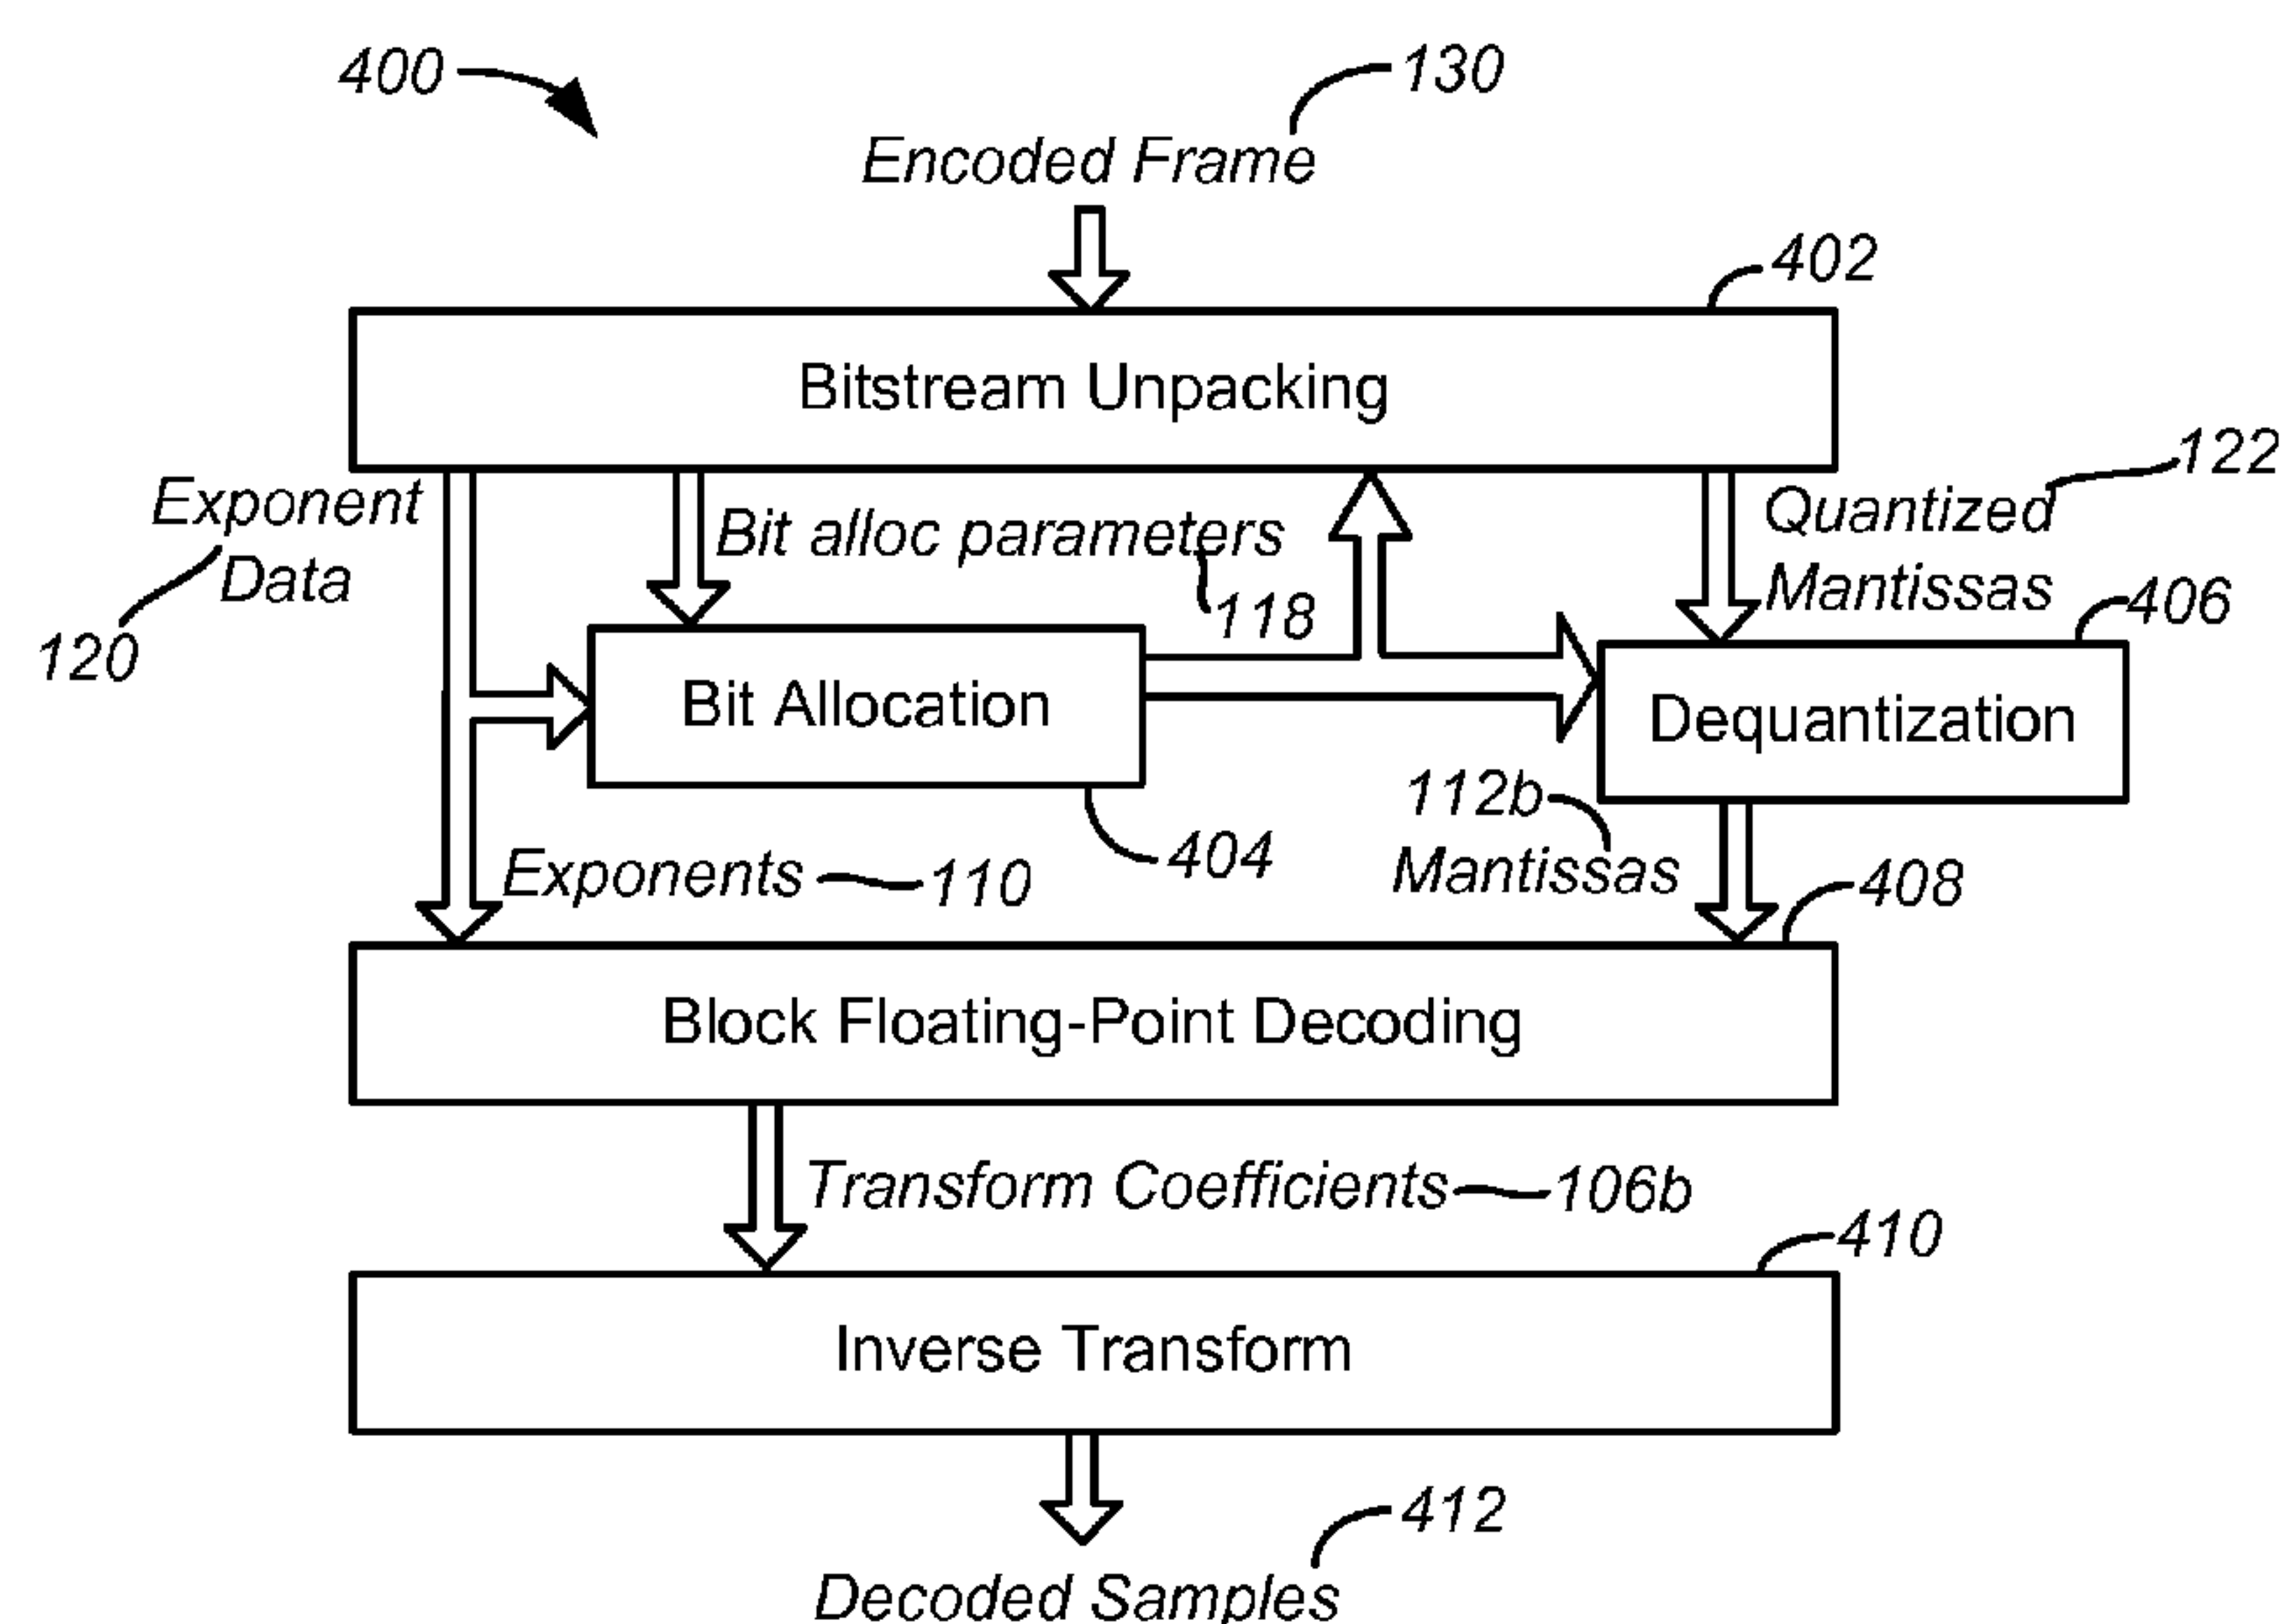 400
130
Encoded Frame
402
Bitstream Unpacking
122
Exponent
Data
120
Bit alloc parameters
118
Quantized
Mantissas
406
Bit Allocation
Dequantization
404
112b
Mantissas
Exponents
110
408
Block Floating-Point Decoding
Transform Coefficients
106b
410
Inverse Transform
412
Decoded Samples